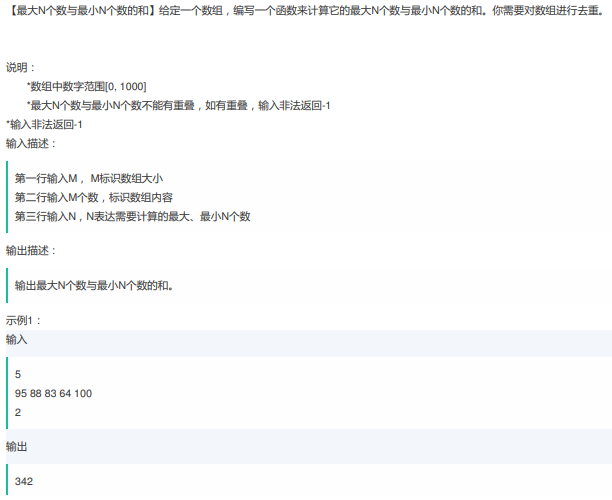 【最大N个数与最小N个数的和】给定一个数组，编写一个函数来计算它的最大N个数与最小N个数的和。你需要对数组进行去重。
说明：
*数组中数字范围[0, 1000]
*最大N个数与最小N个数不能有重叠，如有重叠，输入非法返回-1
*输入非法返回-1
输入描述：
第一行输入M， M标识数组大小
第二行输入M个数，标识数组内容
第三行输入N，N表达需要计算的最大、最小N个数
输出描述：
输出最大N个数与最小N个数的和。
示例1：
输入
5
95 88 83 64 100
2
输出
342